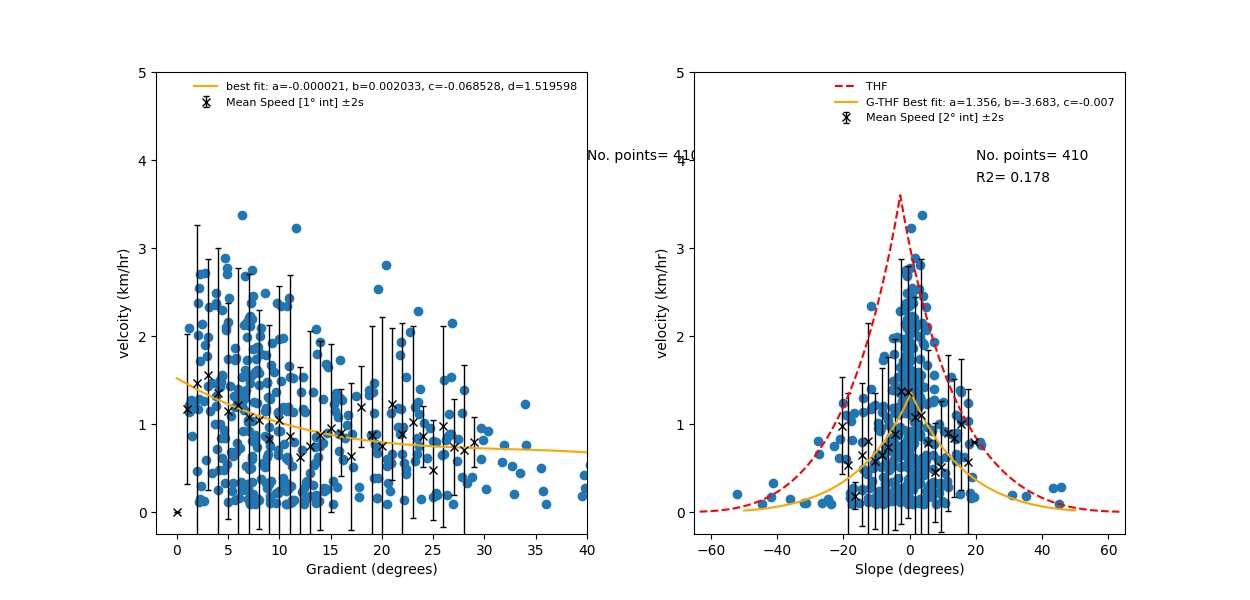 best fit: a=-0.000021, b=0.002033, c=-0.068528, d=1.519598
Mean Speed [1° int] ±2s
No. points= 410
velcoity (km/hr)
5
4
3
2
1
0
0 5 10 15 20 25 30 35 40
Gradient (degrees)
THF
G-THF Best fit: a=1.356, b=-3.683, c=-0.007
Mean Speed [2° int] ±2s
No. points= 410
R2= 0.178
velocity (km/hr)
5
4
3
2
1
0
−60 −40 −20 0 20 40 60
Slope (degrees)